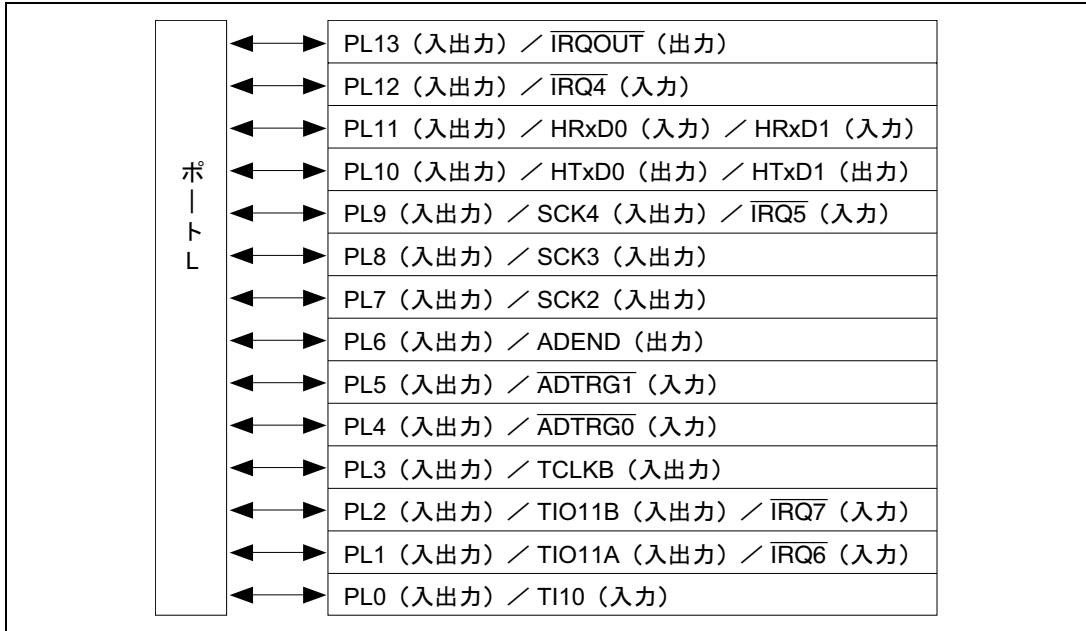 ポートL
PL13（入出力）／IRQOUT（出力）
PL12（入出力）／IRQ4（入力）
PL11（入出力）／HRxD0（入力）／HRxD1（入力）
PL10（入出力）／HTxD0（出力）／HTxD1（出力）
PL9（入出力）／SCK4（入出力）／IRQ5（入力）
PL8（入出力）／SCK3（入出力）
PL7（入出力）／SCK2（入出力）
PL6（入出力）／ADEND（出力）
PL5（入出力）／ADTRG1（入力）
PL4（入出力）／ADTRG0（入力）
PL3（入出力）／TCLKB（入出力）
PL2（入出力）／TIO11B（入出力）／IRQ7（入力）
PL1（入出力）／TIO11A（入出力）／IRQ6（入力）
PL0（入出力）／TI10（入力）